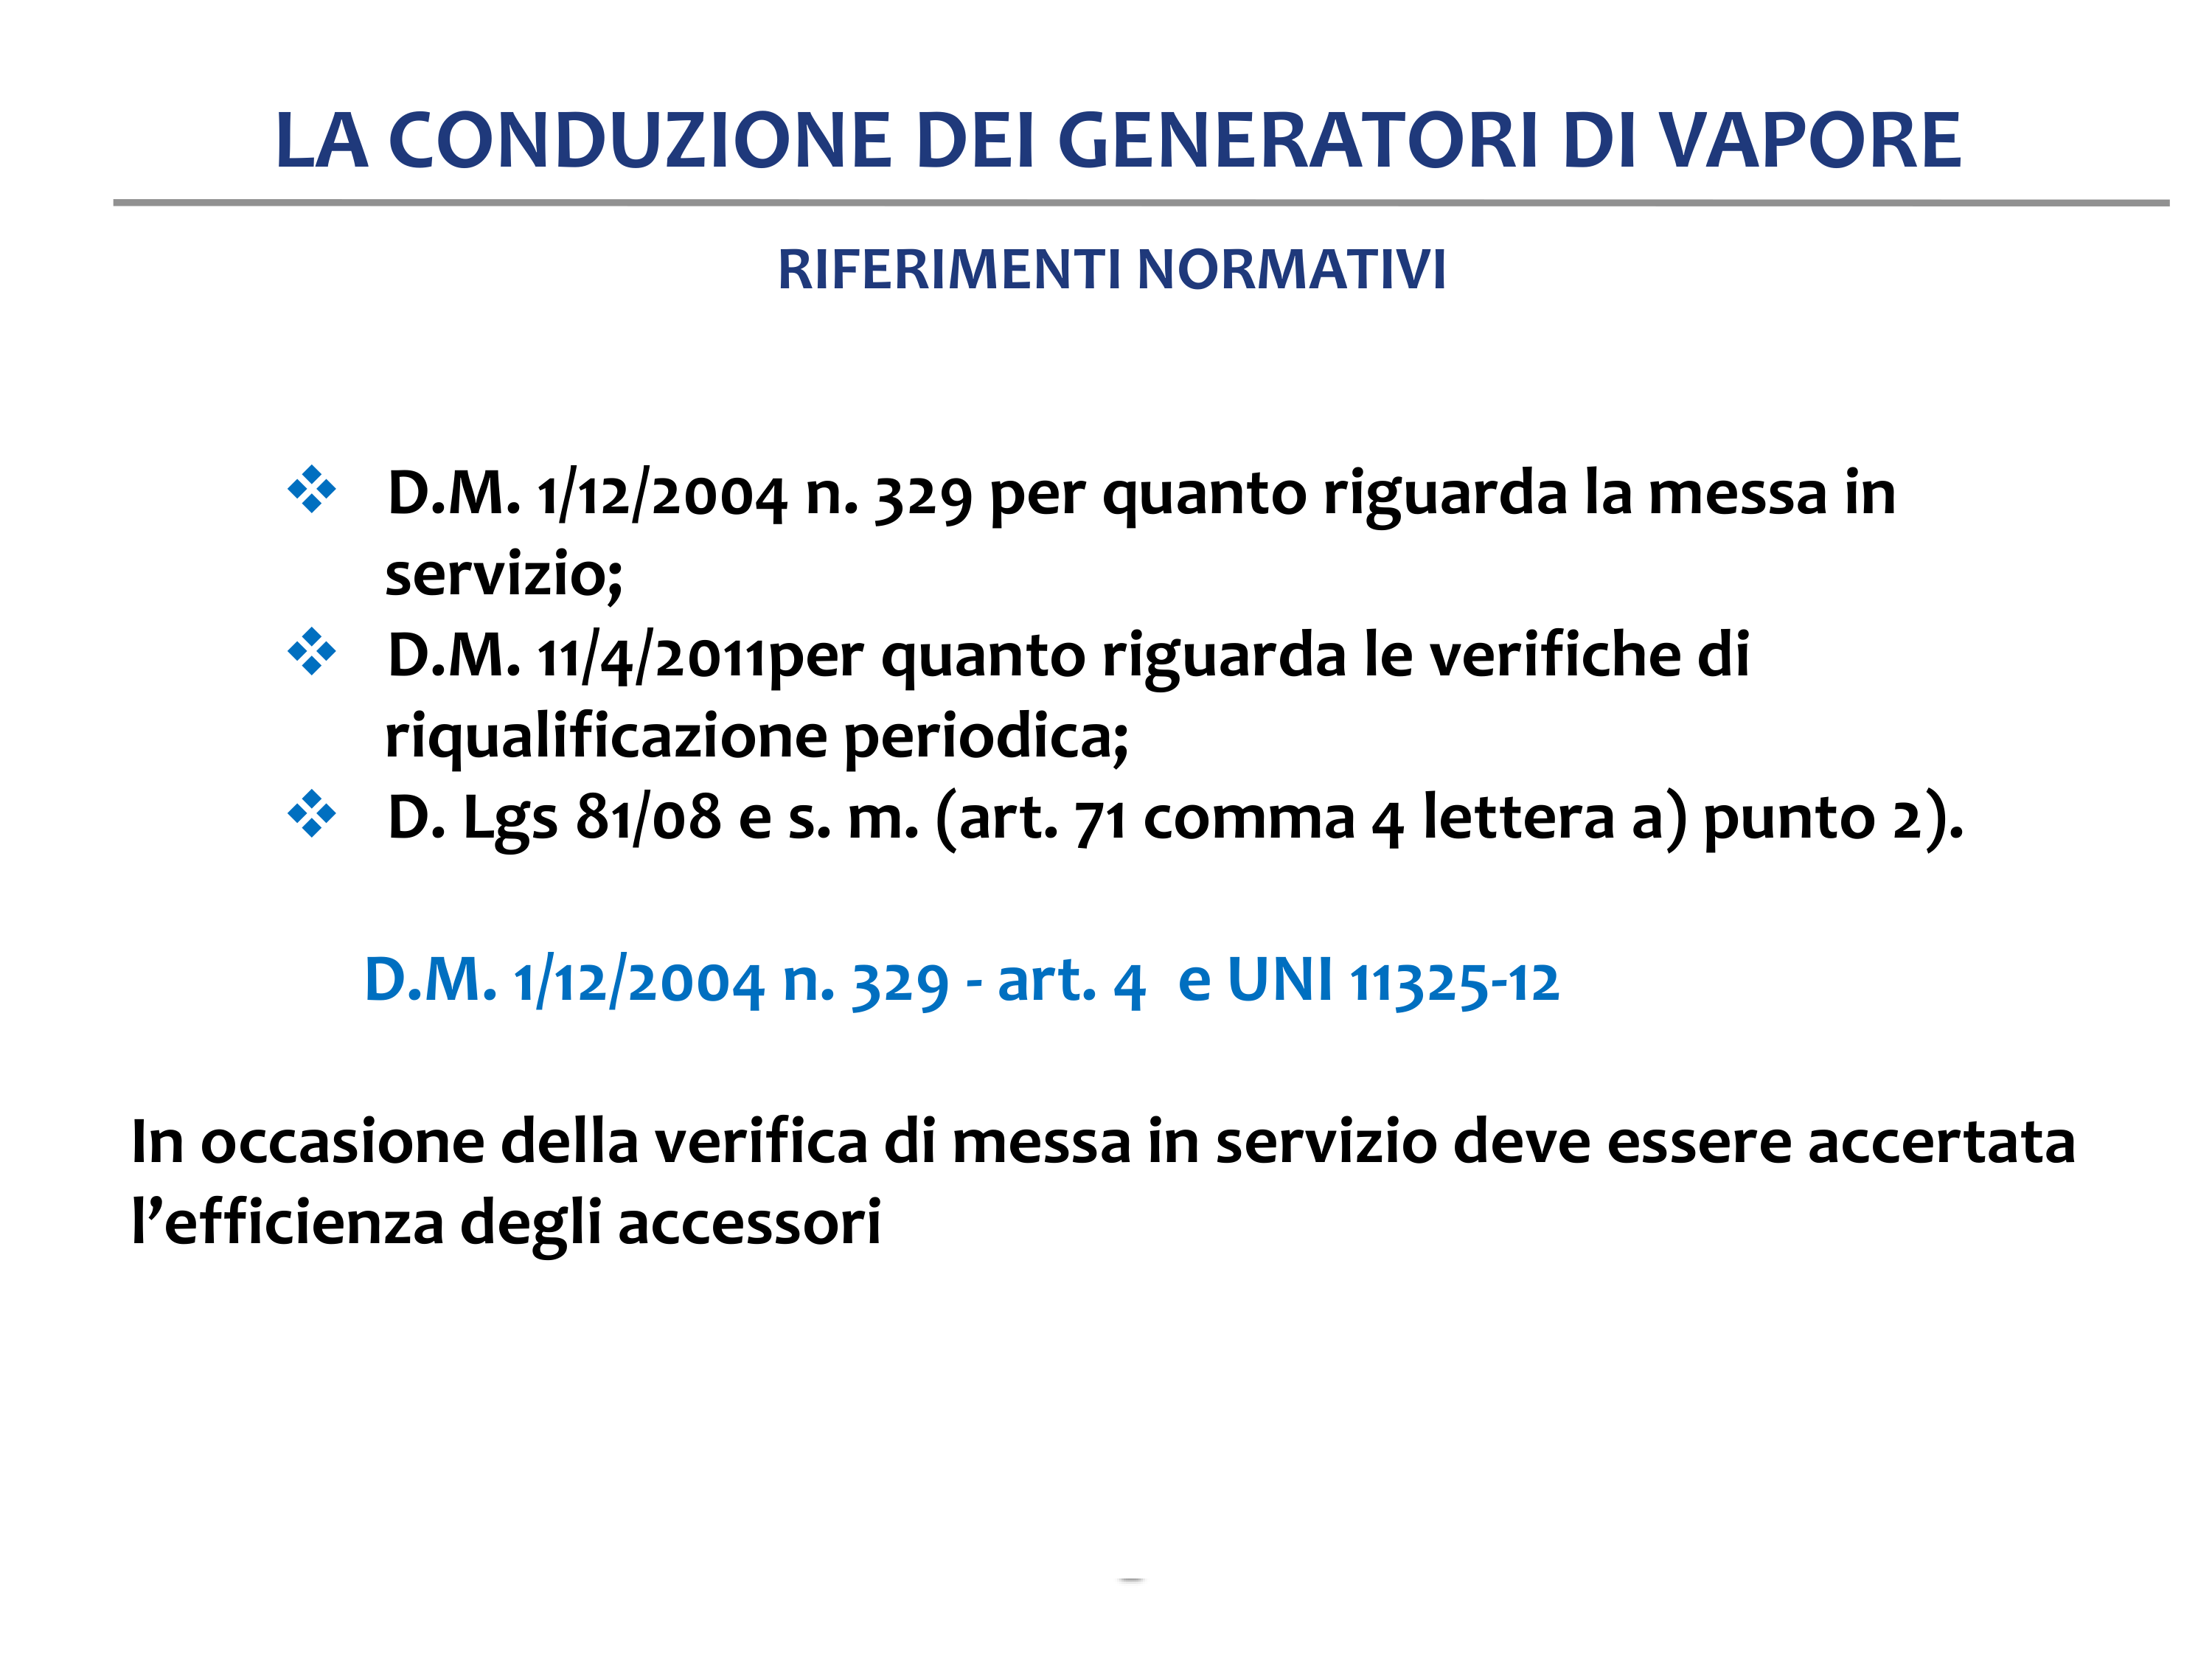 LA CONDUZIONE DEI GENERATORI DI VAPORE
RIFERIMENTI NORMATIVI
❖ D.M. 1/12/2004 n. 329 per quanto riguarda la messa in
servizio;
❖ D.M. 11/4/2011per quanto riguarda le verifiche di
riqualificazione periodica;
❖ D. Lgs 81/08 e s. m. (art. 71 comma 4 lettera a) punto 2).
D.M. 1/12/2004 n. 329 - art. 4 e UNI 11325-12
In occasione della verifica di messa in servizio deve essere accertata
l’efficienza degli accessori